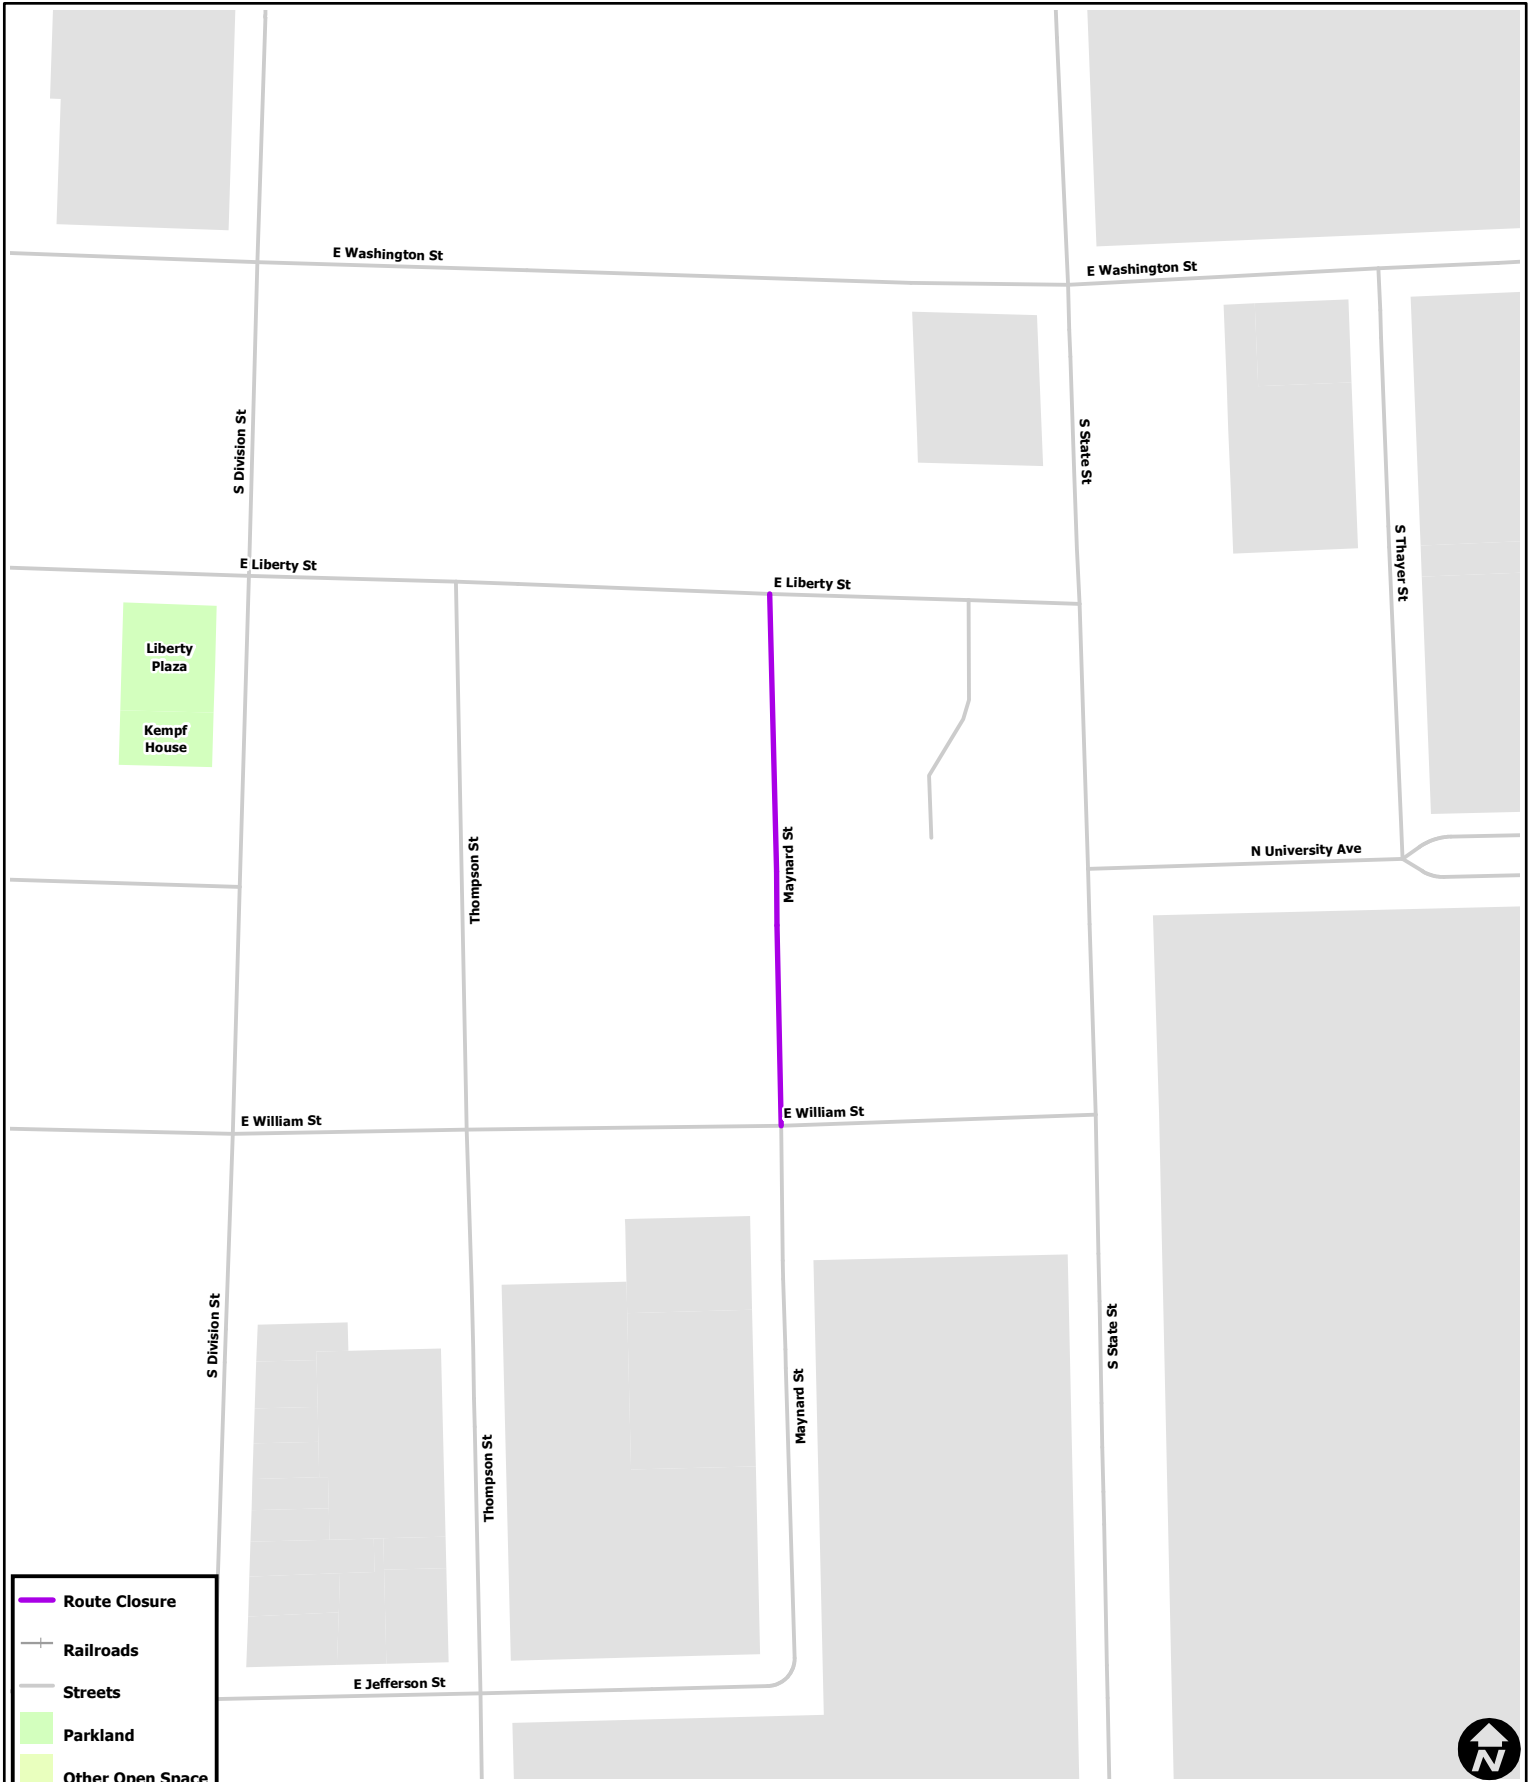 E Washington St
E Washington St
S Division St
S State St
S Thayer St
E Liberty St
E Liberty St
Liberty
Plaza
Kempf
House
Thompson St
Maynard St
N University Ave
E William St
E William St
S Division St
S State St
Maynard St
Thompson St
E Jefferson St
Route Closure
Railroads
Streets
Parkland
Other Open Space
N